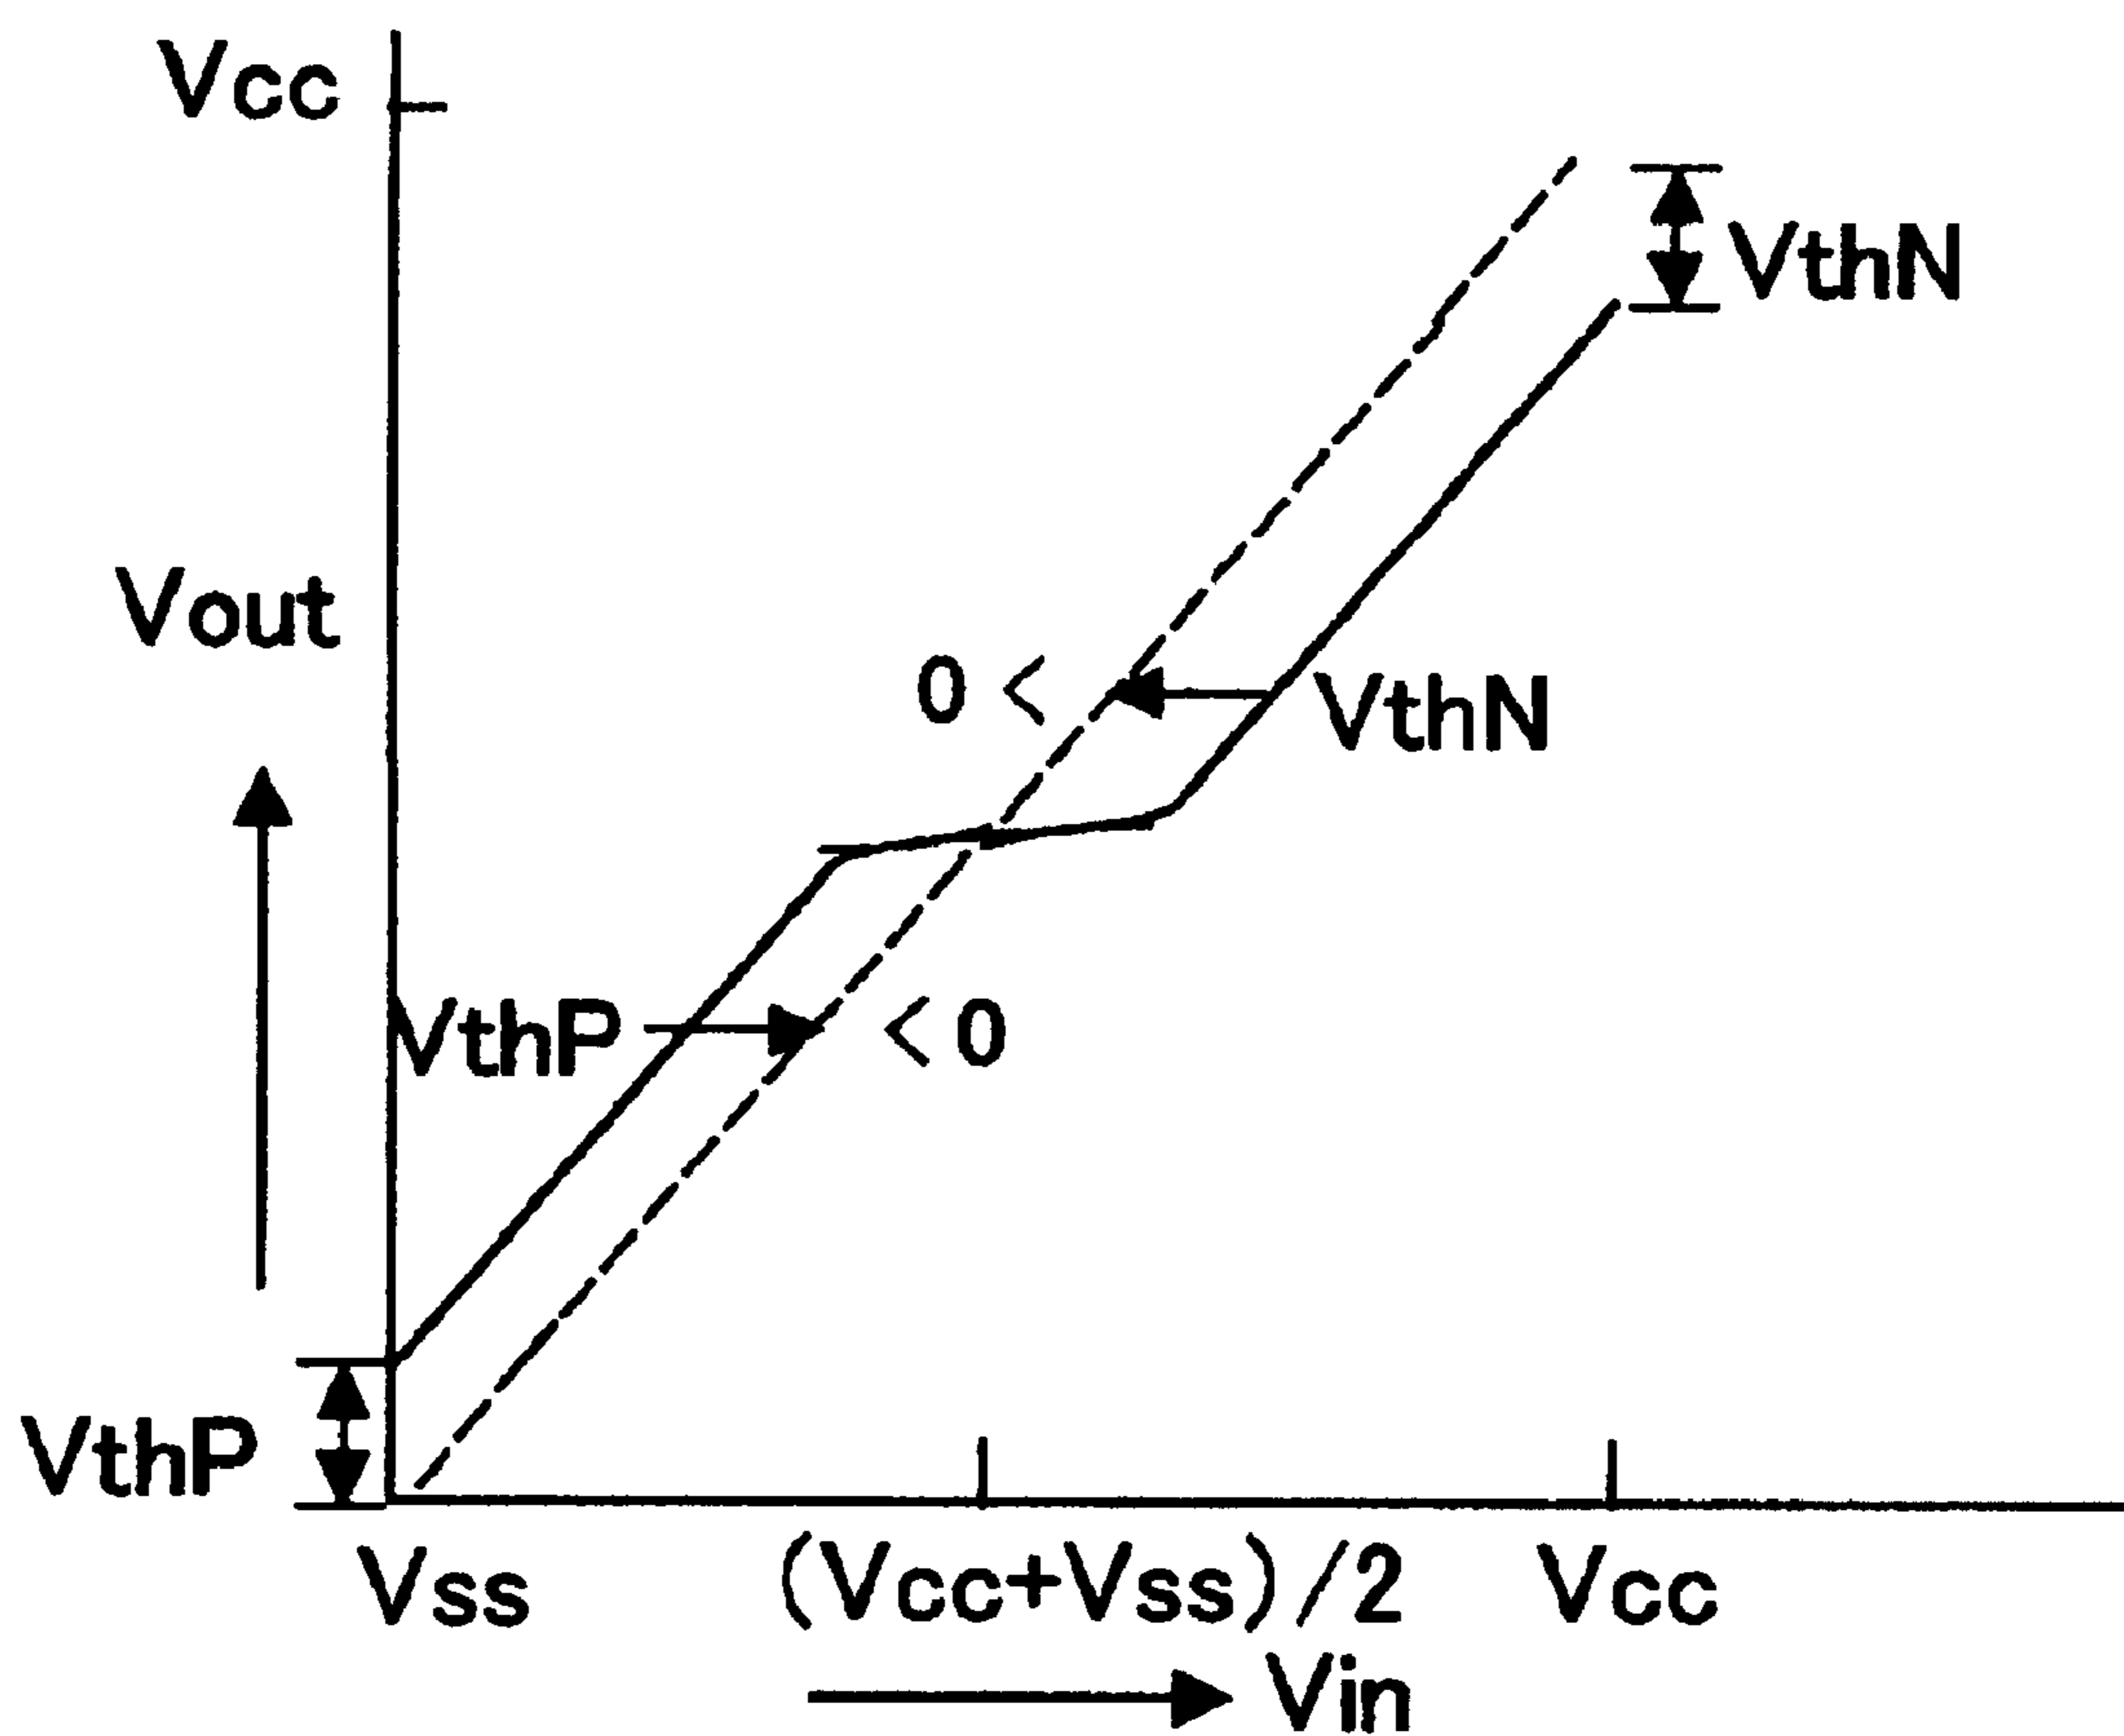 Vcc
VthN
Vout
0 <
VthN
VthP
< 0
VthP
Vss
(Vcc+Vss)/2
Vcc
Vin